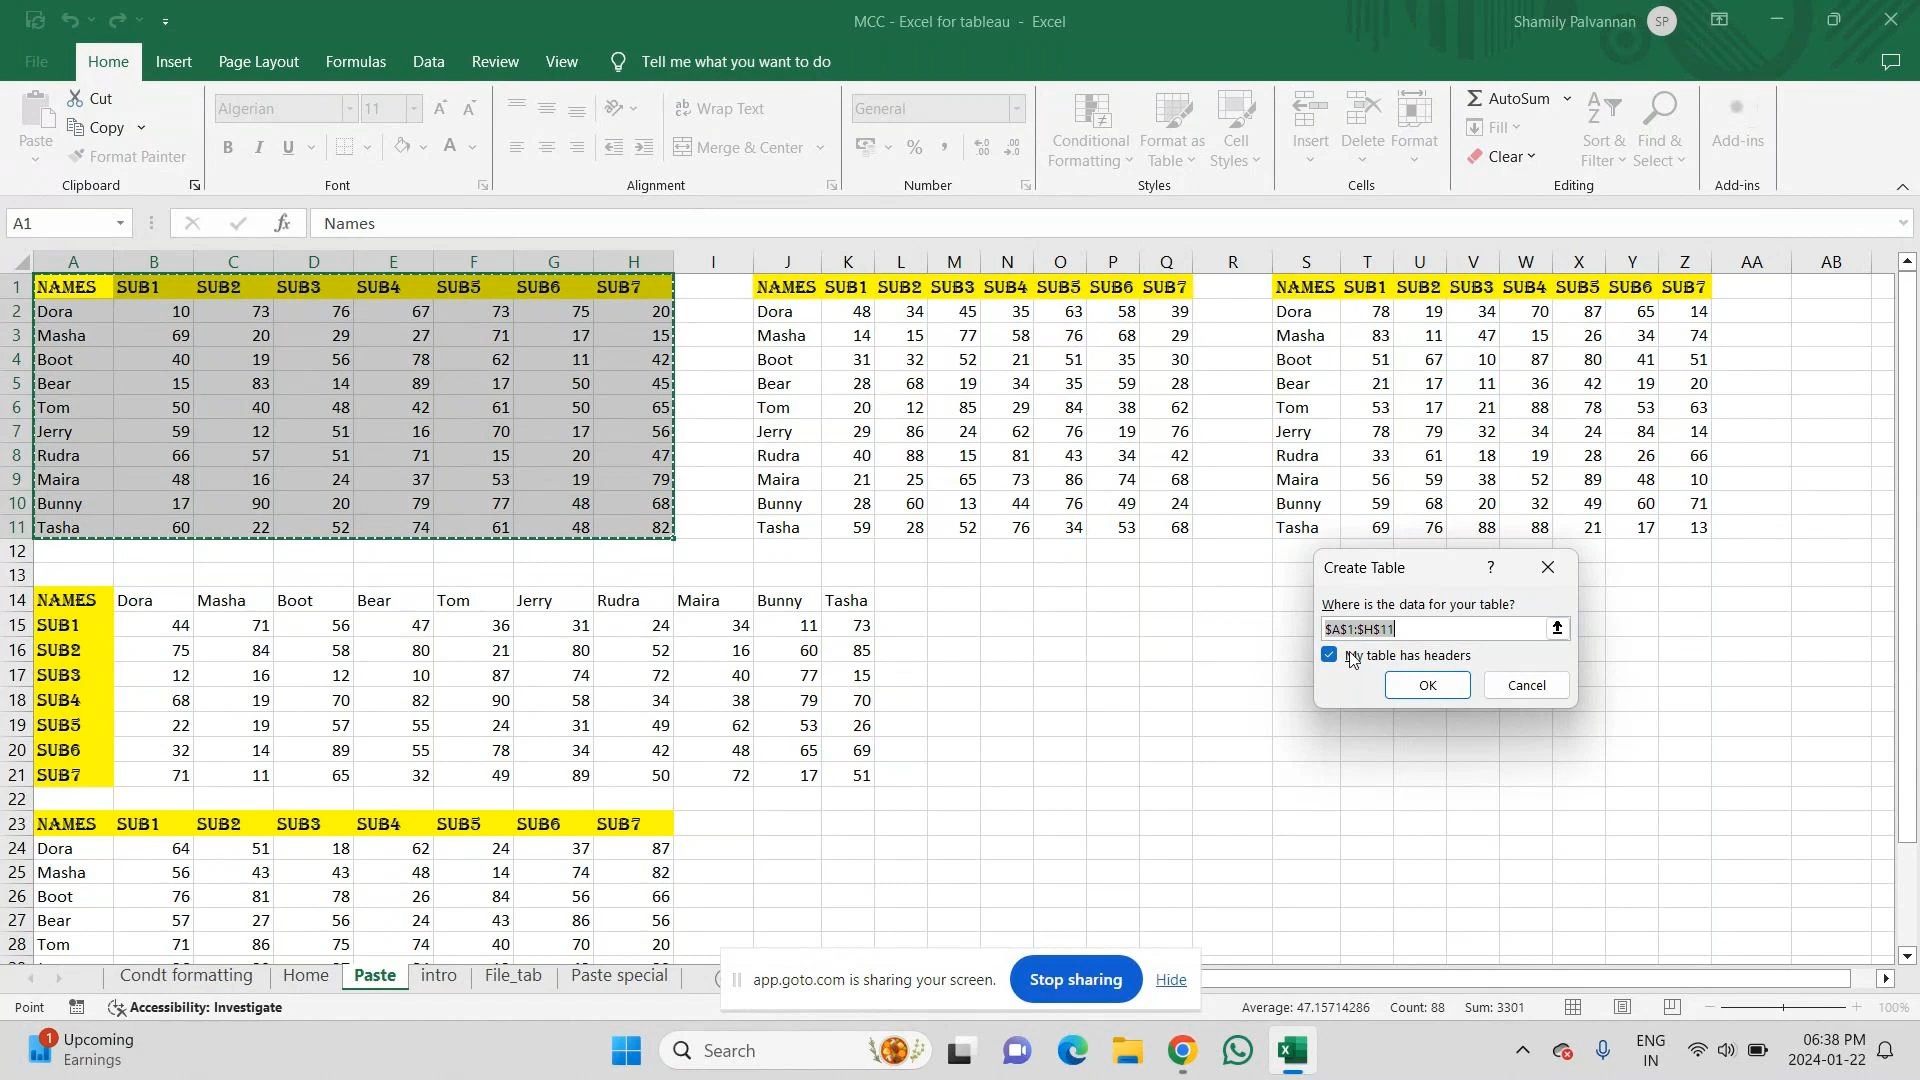 MCC - Excel for tableau - Excel
Shamily Palvannan SP
File Home Insert Page Layout Formulas Data Review View Tell me what you want to do
Paste
Cut
Copy
Format Painter
Clipboard
Algerian 11
B I U
Font
Wrap Text
Merge & Center
Alignment
General
Number
Conditional Formatting
Format as Table
Cell Styles
Styles
Insert Delete Format
Cells
AutoSum
Fill
Clear
Sort & Filter
Find & Select
Editing
Add-ins
Add-ins
A1 fx Names
A B C D E F G H I J K L M N O P Q R S T U V W X Y Z AA AB
1 NAMES SUB1 SUB2 SUB3 SUB4 SUB5 SUB6 SUB7 NAMES SUB1 SUB2 SUB3 SUB4 SUB5 SUB6 SUB7 NAMES SUB1 SUB2 SUB3 SUB4 SUB5 SUB6 SUB7
2 Dora 10 73 76 67 73 75 20 Dora 48 34 45 35 63 58 39 Dora 78 19 34 70 87 65 14
3 Masha 69 20 29 27 71 17 15 Masha 14 15 77 58 76 68 29 Masha 83 11 47 15 26 34 74
4 Boot 40 19 56 78 62 11 42 Boot 31 32 52 21 51 35 30 Boot 51 67 10 87 80 41 51
5 Bear 15 83 14 89 17 50 45 Bear 28 68 19 34 35 59 28 Bear 21 17 11 36 42 19 20
6 Tom 50 40 48 42 61 50 65 Tom 20 12 85 29 84 38 62 Tom 53 17 21 88 78 53 63
7 Jerry 59 12 51 16 70 17 56 Jerry 29 86 24 62 76 19 76 Jerry 78 79 32 34 24 84 14
8 Rudra 66 57 51 71 15 20 47 Rudra 40 88 15 81 43 34 42 Rudra 33 61 18 19 28 26 66
9 Maira 48 16 24 37 53 19 79 Maira 21 25 65 73 86 74 68 Maira 56 59 38 52 89 48 10
10 Bunny 17 90 20 79 77 48 68 Bunny 28 60 13 44 76 49 24 Bunny 59 68 20 32 49 60 71
11 Tasha 60 22 52 74 61 48 82 Tasha 59 28 52 76 34 53 68 Tasha 69 76 88 88 21 17 13
12
13
14 NAMES Dora Masha Boot Bear Tom Jerry Rudra Maira Bunny Tasha
15 SUB1 44 71 56 47 36 31 24 34 11 73
16 SUB2 75 84 58 80 21 80 52 16 60 85
17 SUB3 12 16 12 10 87 74 72 40 77 15
18 SUB4 68 19 70 82 90 58 34 38 79 70
19 SUB5 22 19 57 55 24 31 49 62 53 26
20 SUB6 32 14 89 55 78 34 42 48 65 69
21 SUB7 71 11 65 32 49 89 50 72 17 51
22
23 NAMES SUB1 SUB2 SUB3 SUB4 SUB5 SUB6 SUB7
24 Dora 64 51 18 62 24 37 87
25 Masha 56 43 43 48 14 74 82
26 Boot 76 81 78 26 84 56 66
27 Bear 57 27 56 24 43 86 56
28 Tom 71 86 75 74 40 70 20
Create Table ?
Where is the data for your table?
$A$1:$H$11
My table has headers
OK Cancel
Condt formatting Home Paste intro File_tab Paste special
app.goto.com is sharing your screen. Stop sharing Hide
Point Accessibility: Investigate Average: 47.15714286 Count: 88 Sum: 3301 100%
1 Upcoming
Earnings
Search
ENG
IN
06:38 PM
2024-01-22